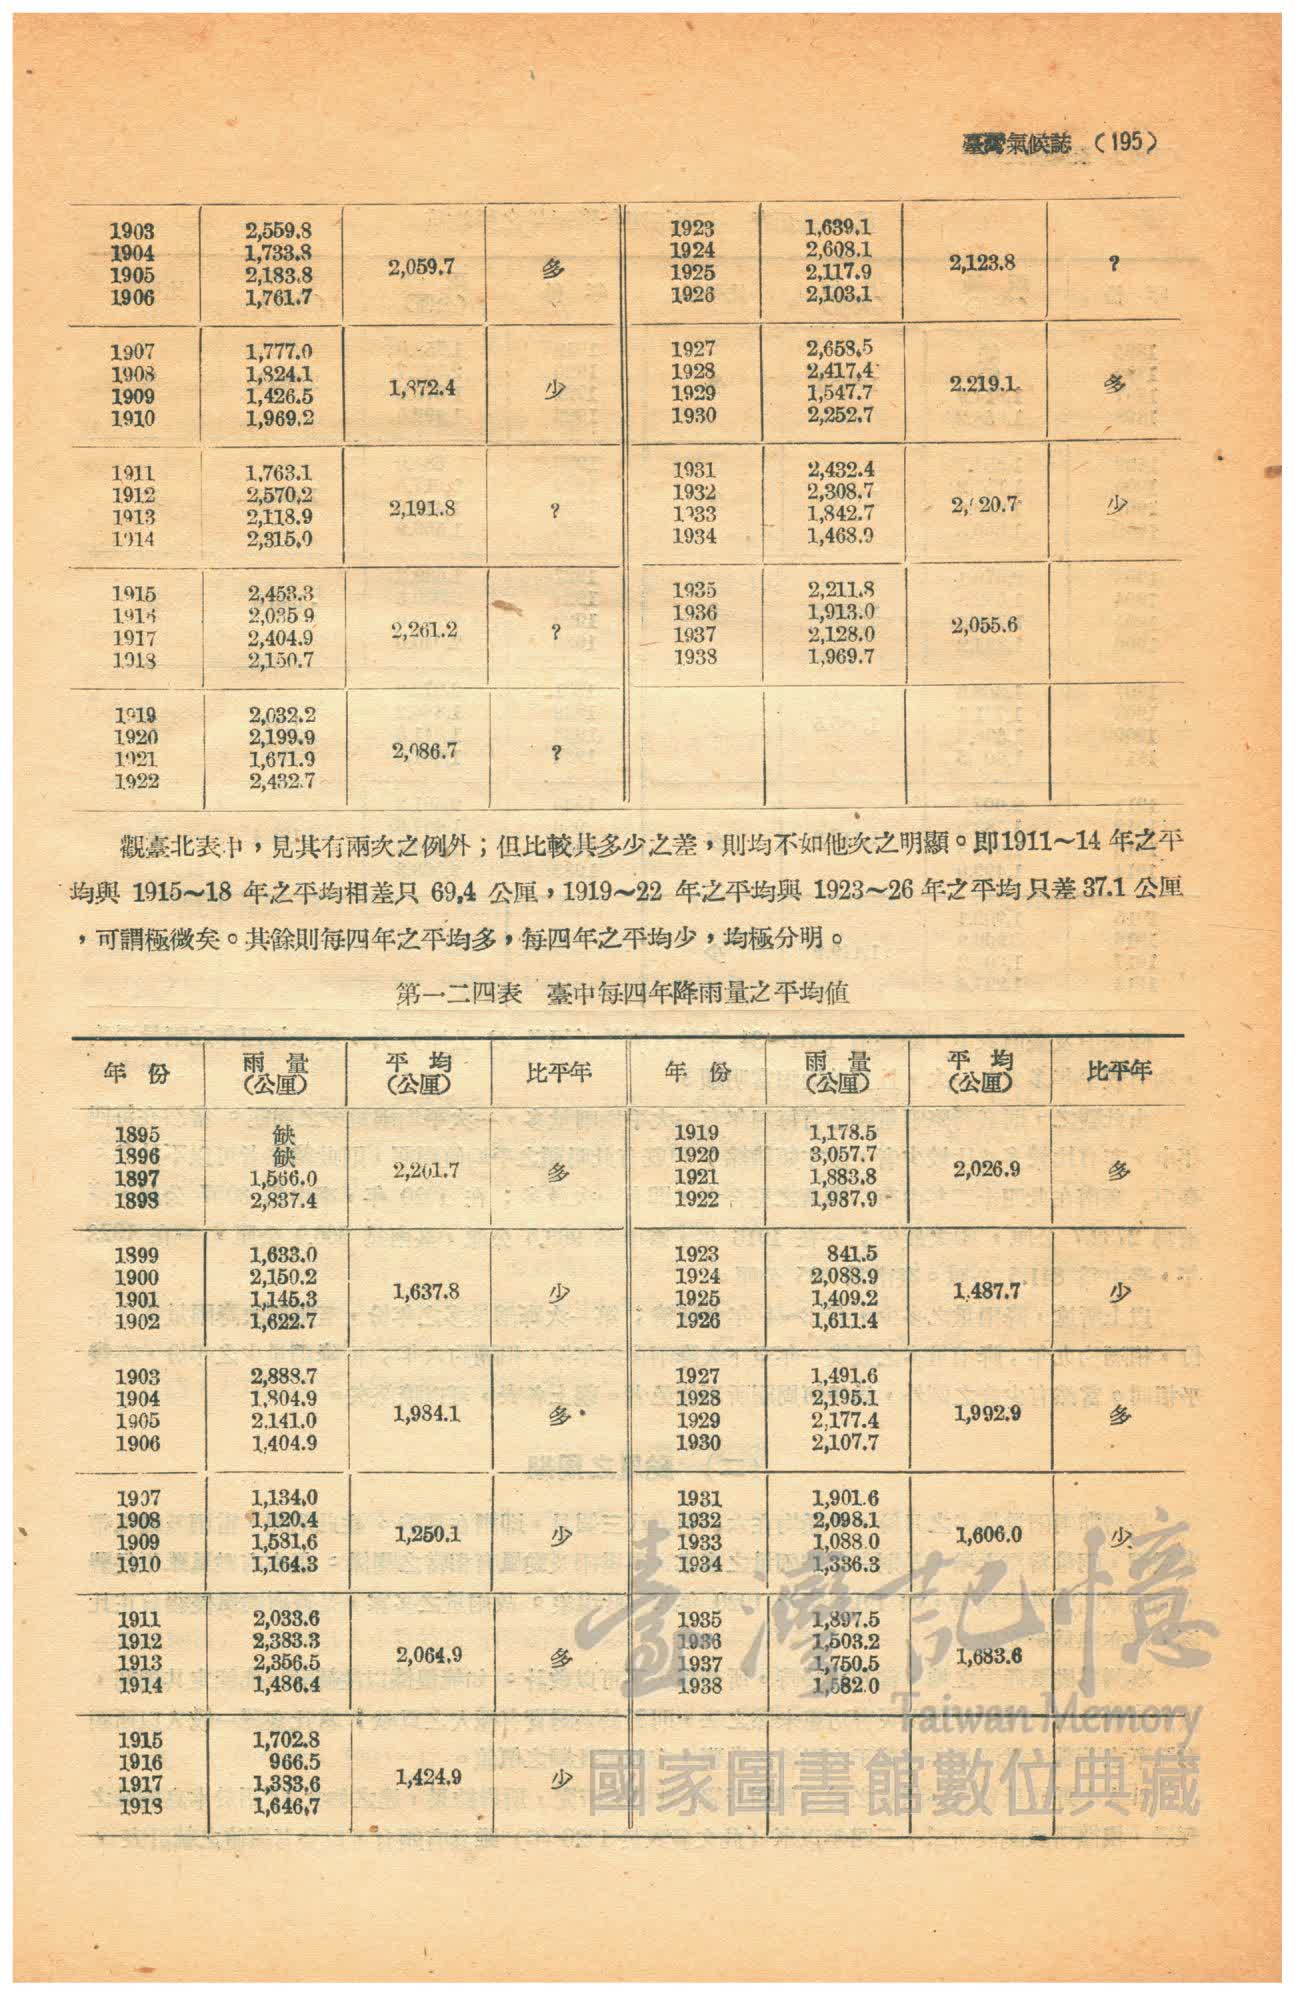 臺灣氣候誌 (195)
1903 2,559.8 1923 1,639.1
1904 1,733.8 1924 2,608.1
2,059.7 多 2,123.8 ?
1905 2,183.8 1925 2,117.9
1906 1,761.7 1926 2,103.1
1907 1,777.0 1927 2,658.5
1908 1,824.1 1928 2,417.4
1,872.4 少 2.219.1 多
1909 1,426.5 1929 1,547.7
1910 1,969.2 1930 2,252.7
1911 1,763.1 1931 2,432.4
1912 2,570.2 1932 2,308.7
2,191.8 ? 少
1913 2,118.9 1933 1,842.7
1914 2,315.0 1934 1,468.9
1915 2,453.3 1935 2,211.8
1916 2,035 9 1936 1,913.0
2,261.2 ? 2,055.6
1917 2,404.9 1937 2,128.0
1918 2,150.7 1938 1,969.7
1919 2,032.2
1920 2,199.9
2,086.7 ?
1921 1,671.9
1922 2,432.7
觀臺北表中,見其有兩次之例外;但比較其多少之差,則均不如他次之明顯。即1911~14 年之平
均與 1915~18 年之平均相差只 69.4 公厘,1919~22 年之平均與 1923~26 年之平均只差37.1 公厘
,可謂極微矣。其餘則每四年之平均多,每四年之平均少,均極分明。
第一二四表 臺中每四年降雨量之平均值
年 份 雨 量 (公厘) 平 均 (公厘) 比平年 年 份 雨 量 (公厘) 平 均 (公厘) 比平年
1895 缺 1919 1,178.5
1896 缺 1920 3,057.7
2,201.7 多 2,026.9 多
1897 1,566.0 1921 1,883.8
1898 2,837.4 1922 1,987.9
1899 1,633.0 1923 841.5
1900 2,150.2 1924 2,088.9
1,637.8 少 1.487.7 少
1901 1,145.3 1925 1,409.2
1902 1,622.7 1926 1,611.4
1903 2,888.7 1927 1,491.6
1904 1,804.9 1928 2,195.1
1,984.1 多 1,992.9 多
1905 2.141.0 1929 2,177.4
1906 1,404.9 1930 2,107.7
1907 1,134.0 1931 1,901.6
1908 1,120.4 1932 2,098.1
1,250.1 少 1,606.0 少
1909 1,581.6 1933 1,088 0
1910 1,164.3 1934 1,336.3
1911 2,033.6 1935 1,897.5
1912 2,383.3 1936 1,503.2
2,064.9 多 1,683.6
1913 2,356.5 1937 1,750.5
1914 1,486.4 1938 1,582.0
1915 1,702.8
1916 966.5
1,424.9 少
1917 1,383.6
1918 1,646.7
臺灣記憶
Taiwan Memory
國家圖書館數位典藏